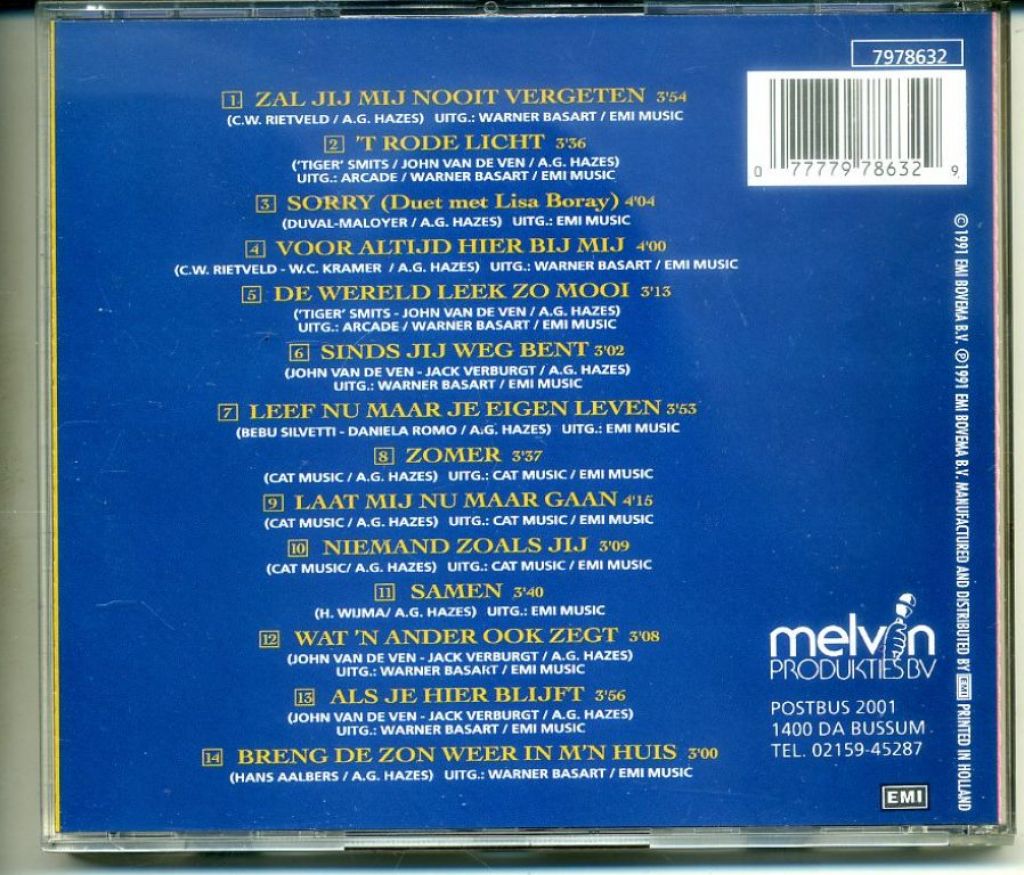 7978632
1 ZAL JIJ MIJ NOOIT VERGETEN 3'54
(C.W. RIETVELD / A.G. HAZES) UITG.: WARNER BASART / EMI MUSIC
2 'T RODE LICHT 3'36
('TIGER' SMITS / JOHN VAN DE VEN / A.G. HAZES)
UITG.: ARCADE / WARNER BASART / EMI MUSIC
3 SORRY (Duet met Lisa Boray) 4'04
(DUVAL-MALOYER / A.G. HAZES) UITG.: EMI MUSIC
4 VOOR ALTIJD HIER BIJ MIJ 4'00
(C.W. RIETVELD - W.C. KRAMER / A.G. HAZES) UITG.: WARNER BASART / EMI MUSIC
5 DE WERELD LEEK ZO MOOI 3'13
('TIGER' SMITS - JOHN VAN DE VEN / A.G. HAZES)
UITG.: ARCADE / WARNER BASART / EMI MUSIC
6 SINDS JIJ WEG BENT 3'02
(JOHN VAN DE VEN - JACK VERBURGT / A.G. HAZES)
UITG.: WARNER BASART / EMI MUSIC
7 LEEF NU MAAR JE EIGEN LEVEN 3'53
(BEBU SILVETTI - DANIELA ROMO / A.G. HAZES) UITG.: EMI MUSIC
8 ZOMER 3'37
(CAT MUSIC / A.G. HAZES) UITG.: CAT MUSIC / EMI MUSIC
9 LAAT MIJ NU MAAR GAAN 4'15
(CAT MUSIC / A.G. HAZES) UITG.: CAT MUSIC / EMI MUSIC
10 NIEMAND ZOALS JIJ 3'09
(CAT MUSIC/ A.G. HAZES) UITG.: CAT MUSIC / EMI MUSIC
11 SAMEN 3'40
(H. WIJMA/ A.G. HAZES) UITG.: EMI MUSIC
12 WAT 'N ANDER OOK ZEGT 3'08
(JOHN VAN DE VEN - JACK VERBURGT / A.G. HAZES)
UITG.: WARNER BASART / EMI MUSIC
13 ALS JE HIER BLIJFT 3'56
(JOHN VAN DE VEN - JACK VERBURGT / A.G. HAZES)
UITG.: WARNER BASART / EMI MUSIC
14 BRENG DE ZON WEER IN M'N HUIS 3'00
(HANS AALBERS / A.G. HAZES) UITG.: WARNER BASART / EMI MUSIC
0 77779 78632 9
©1991 EMI BOVEMA B.V. ℗1991 EMI BOVEMA B.V. MANUFACTURED AND DISTRIBUTED BY EMI PRINTED IN HOLLAND
melvin
PRODUKTIES BV
POSTBUS 2001
1400 DA BUSSUM
TEL. 02159-45287
EMI